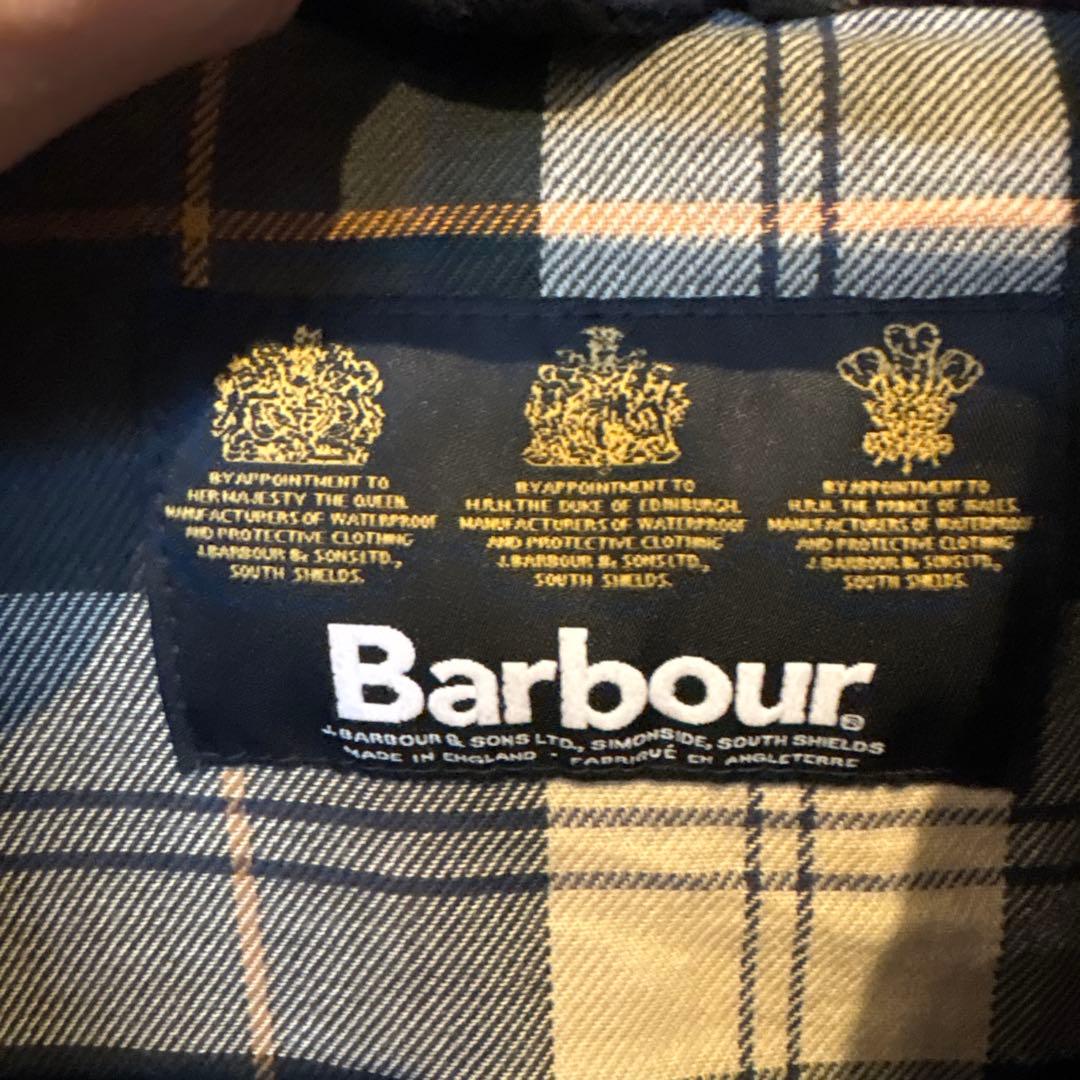 BY APPOINTMENT TO
HER MAJESTY THE QUEEN
MANUFACTURERS OF WATERPROOF
AND PROTECTIVE CLOTHING
J.BARBOUR & SONS LTD.,
SOUTH SHIELDS.
BY APPOINTMENT TO
H.R.H. THE DUKE OF EDINBURGH.
MANUFACTURERS OF WATERPROOF
AND PROTECTIVE CLOTHING
J.BARBOUR & SONS LTD.,
SOUTH SHIELDS.
BY APPOINTMENT TO
H.R.H. THE PRINCE OF WALES.
MANUFACTURERS OF WATERPROOF
AND PROTECTIVE CLOTHING
J.BARBOUR & SONS LTD.,
SOUTH SHIELDS.
Barbour®
J.BARBOUR & SONS LTD., SIMONSIDE, SOUTH SHIELDS
MADE IN ENGLAND - FABRIQUÉ EN ANGLETERRE